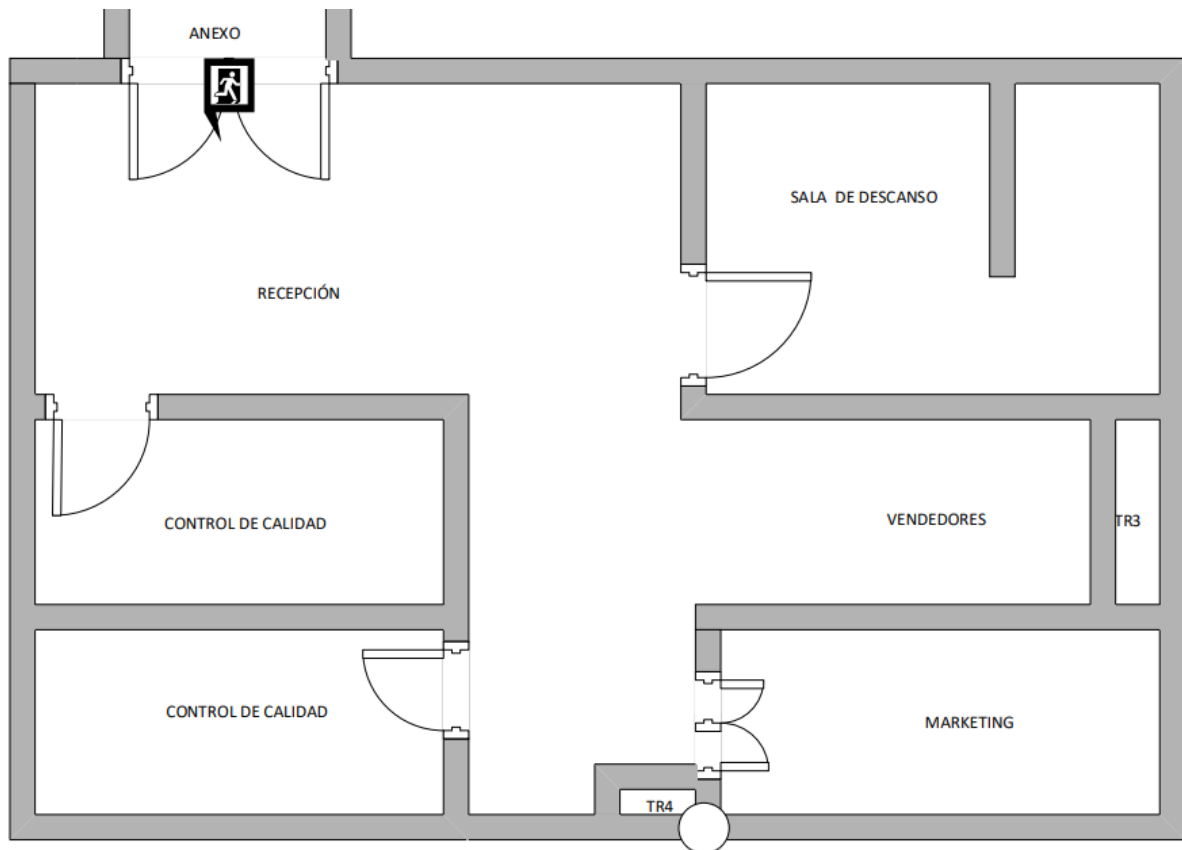 ANEXO
SALA DE DESCANSO
RECEPCIÓN
CONTROL DE CALIDAD
VENDEDORES
TR3
CONTROL DE CALIDAD
MARKETING
TR4